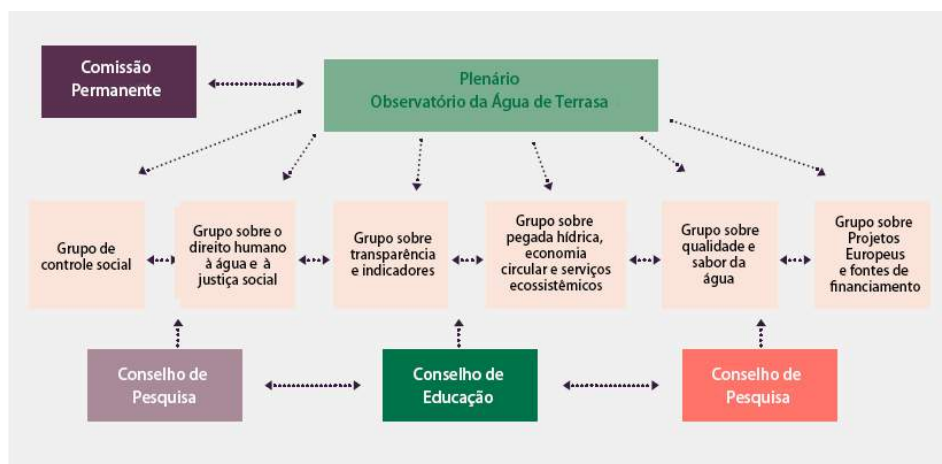 Comissão
Permanente
Plenário
Observatório da Água de Terrasa
Grupo de
controle social
Grupo sobre o
direito humano
à água e à
justiça social
Grupo sobre
transparência
e indicadores
Grupo sobre
pegada hídrica,
economia
circular e serviços
ecossistêmicos
Grupo sobre
qualidade e
sabor da
água
Grupo sobre
Projetos
Europeus
e fontes de
financiamento
Conselho de
Pesquisa
Conselho de
Educação
Conselho de
Pesquisa